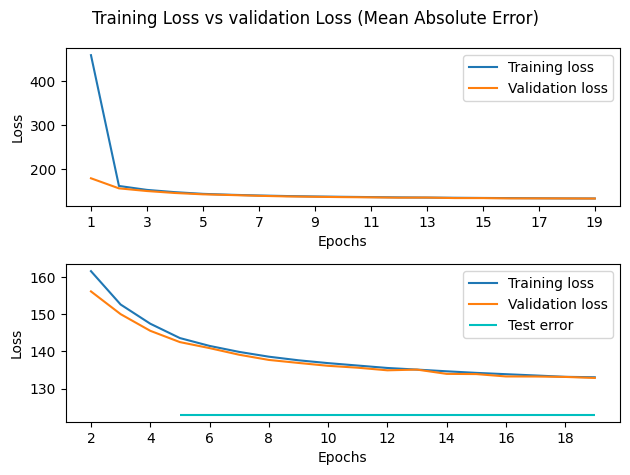 Training Loss vs validation Loss (Mean Absolute Error)
400
300
200
Loss
Training loss
Validation loss
1 3 5 7 9 11 13 15 17 19
Epochs
160
150
140
130
Loss
Training loss
Validation loss
Test error
2 4 6 8 10 12 14 16 18
Epochs